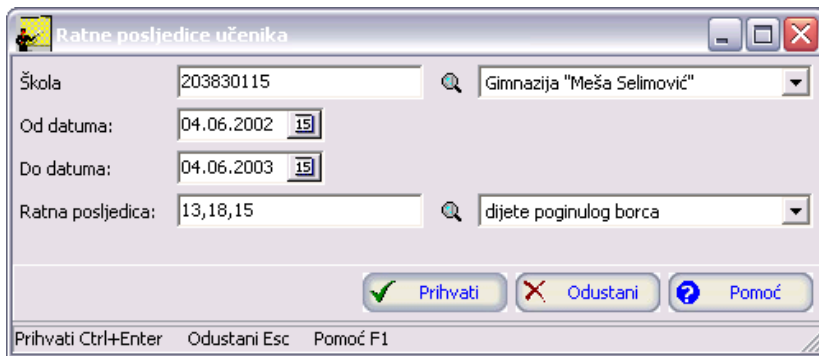 Ratne posljedice učenika
Škola 203830115 Gimnazija "Meša Selimović"
Od datuma: 04.06.2002 15
Do datuma: 04.06.2003 15
Ratna posljedica: 13,18,15 dijete poginulog borca
Prihvati Odustani Pomoć
Prihvati Ctrl+Enter Odustani Esc Pomoć F1